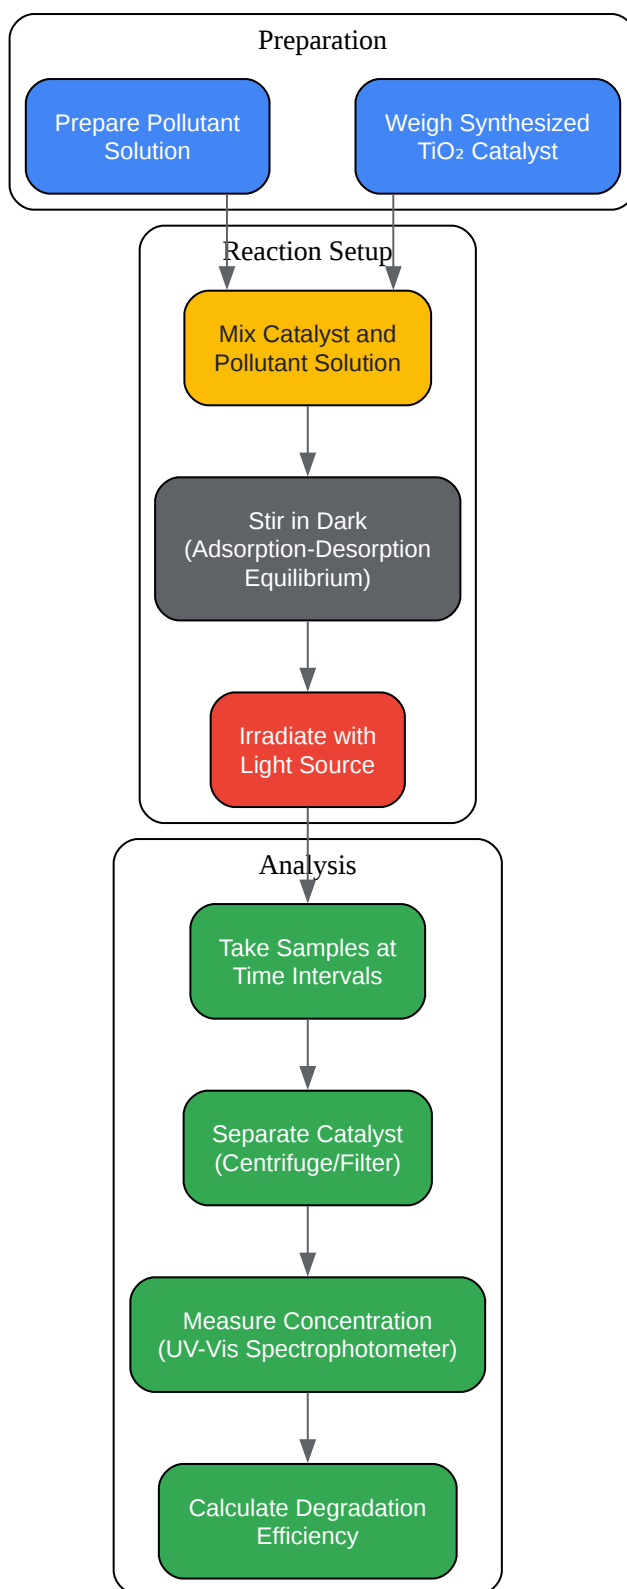 Preparation
Prepare Pollutant
Solution
Weigh Synthesized
TiO₂ Catalyst
Reaction Setup
Mix Catalyst and
Pollutant Solution
Stir in Dark
(Adsorption-Desorption
Equilibrium)
Irradiate with
Light Source
Analysis
Take Samples at
Time Intervals
Separate Catalyst
(Centrifuge/Filter)
Measure Concentration
(UV-Vis Spectrophotometer)
Calculate Degradation
Efficiency